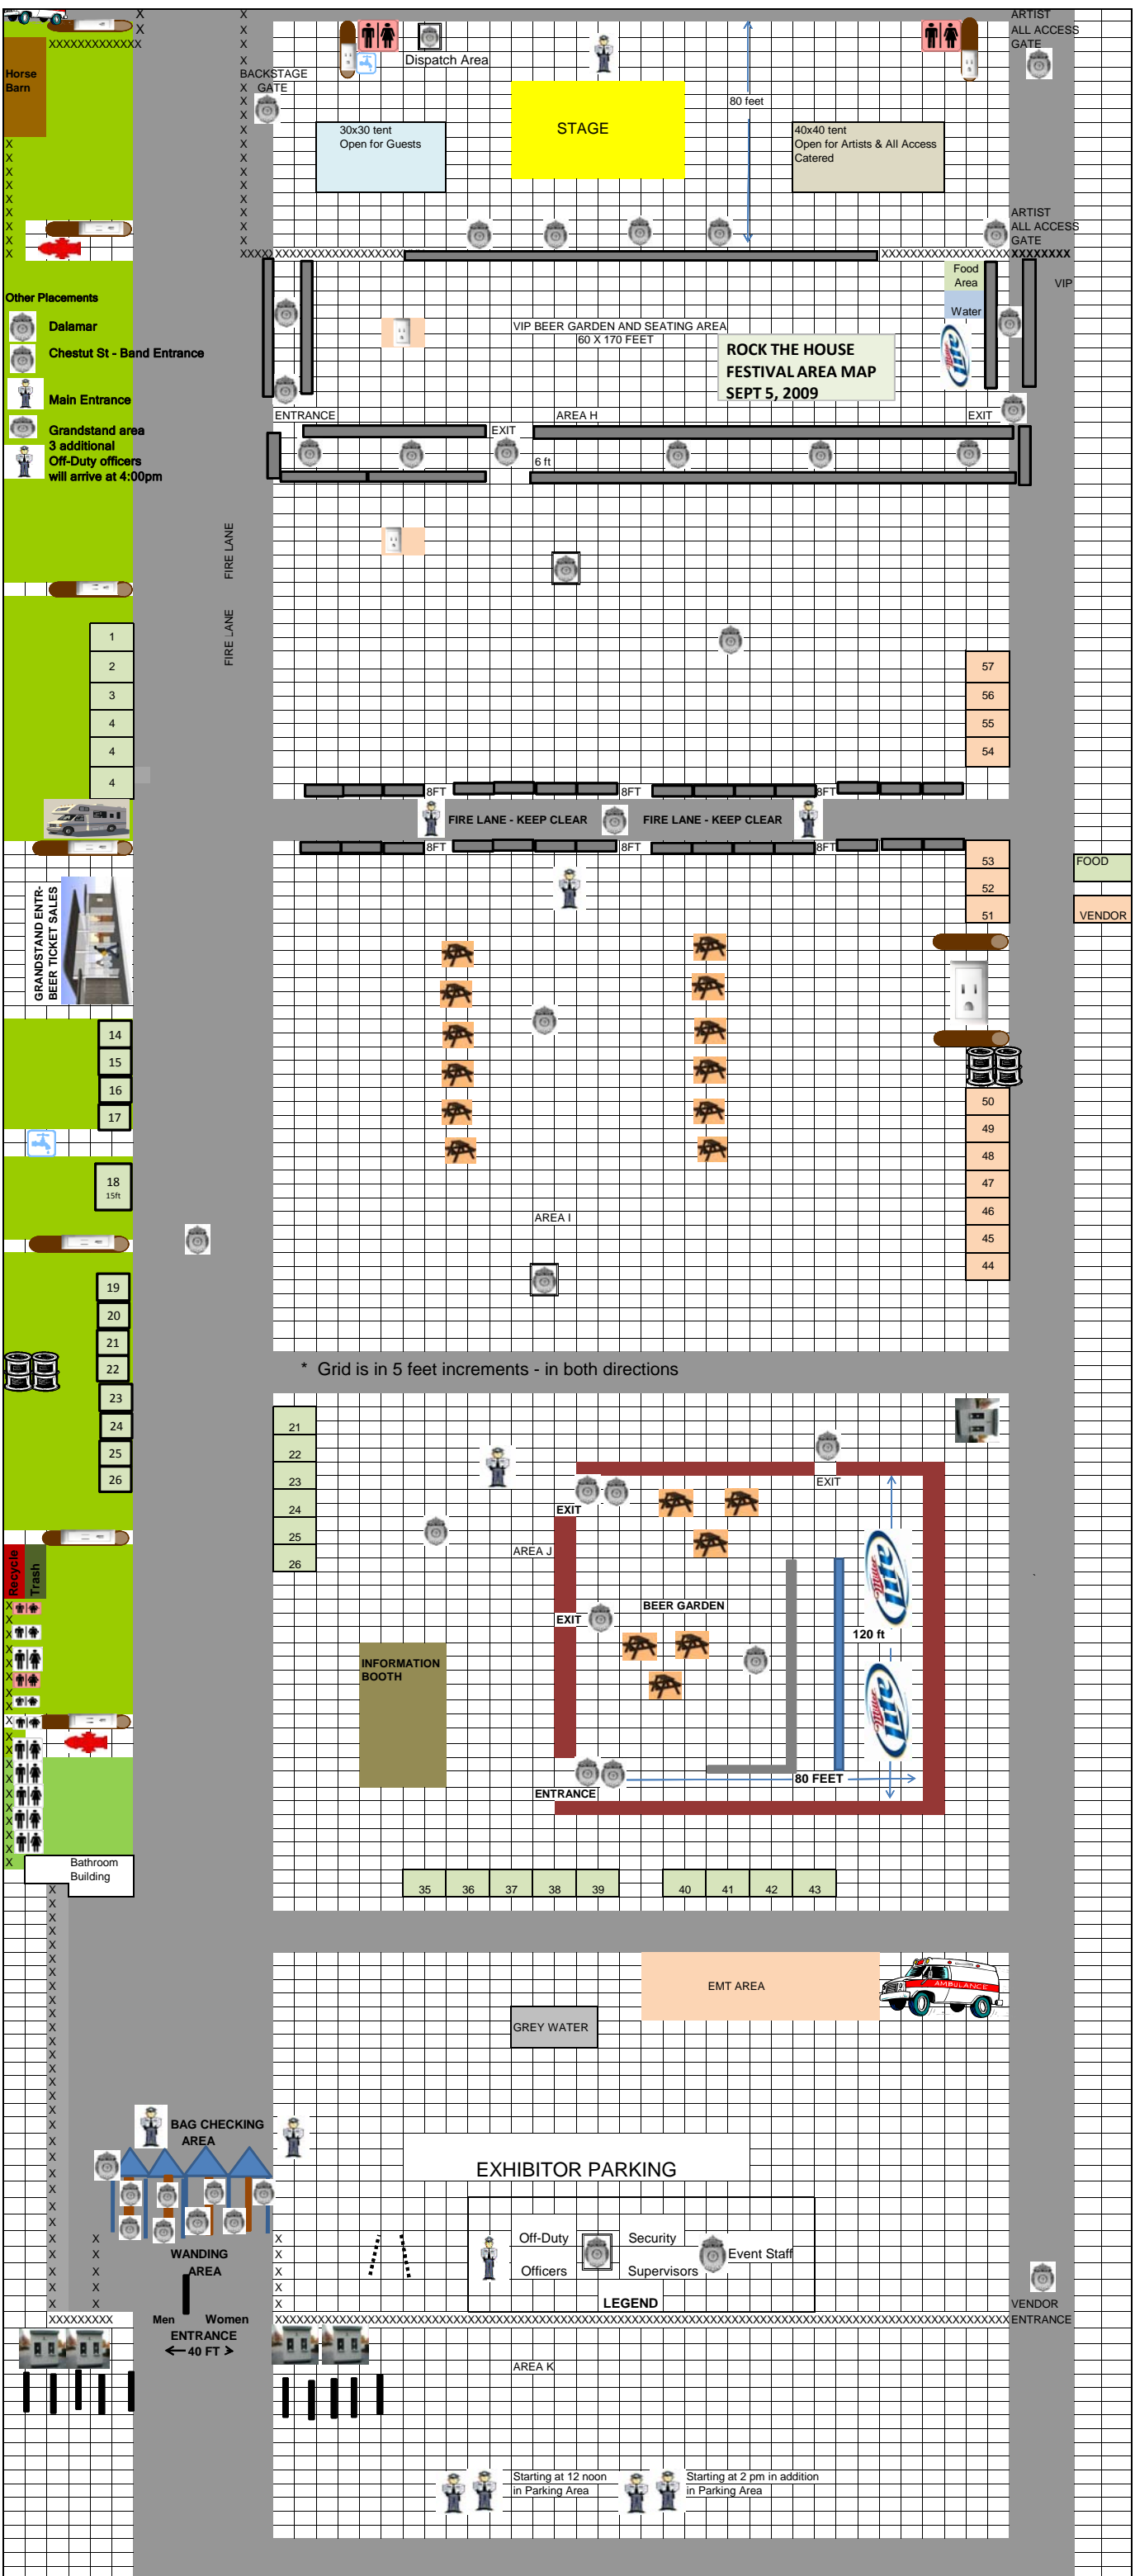 ARTIST
ALL ACCESS
GATE
XXXXXXXXXXXXX
Dispatch Area
Horse
Barn
BACKSTAGE
GATE
80 feet
STAGE
30x30 tent
Open for Guests
40x40 tent
Open for Artists & All Access
Catered
ARTIST
ALL ACCESS
GATE
Food
Area
VIP
Water
Other Placements
Dalamar
Chestut St - Band Entrance
Main Entrance
Grandstand area
3 additional
Off-Duty officers
will arrive at 4:00pm
VIP BEER GARDEN AND SEATING AREA
60 X 170 FEET
ROCK THE HOUSE
FESTIVAL AREA MAP
SEPT 5, 2009
Miller
ENTRANCE
AREA H
EXIT
EXIT
6 ft
FIRE LANE
FIRE LANE
1
2
3
4
4
4
57
56
55
54
8FT
8FT
8FT
FIRE LANE - KEEP CLEAR
FIRE LANE - KEEP CLEAR
8FT
8FT
8FT
53
52
51
FOOD
VENDOR
GRANDSTAND ENTR-
BEER TICKET SALES
14
15
16
17
18
15ft
50
49
48
47
46
45
44
AREA I
19
20
21
22
23
24
25
26
* Grid is in 5 feet increments - in both directions
21
22
23
24
25
26
EXIT
EXIT
AREA J
Recycle
Trash
BEER GARDEN
EXIT
120 ft
Miller
Miller
INFORMATION
BOOTH
80 FEET
ENTRANCE
Bathroom
Building
35
36
37
38
39
40
41
42
43
EMT AREA
AMBULANCE
GREY WATER
BAG CHECKING
AREA
EXHIBITOR PARKING
Off-Duty
Officers
Security
Supervisors
Event Staff
LEGEND
WANDING
AREA
Men
Women
ENTRANCE
40 FT
VENDOR
ENTRANCE
AREA K
Starting at 12 noon
in Parking Area
Starting at 2 pm in addition
in Parking Area